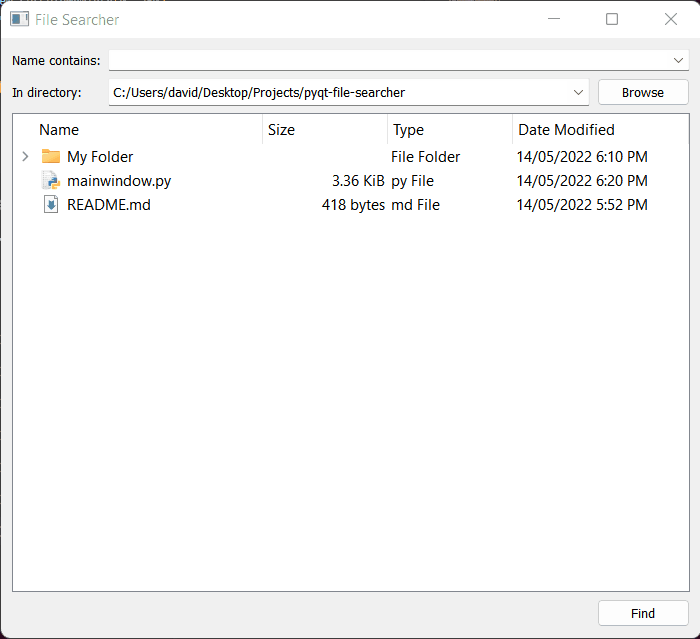 File Searcher
Name contains:
In directory: C:/Users/david/Desktop/Projects/pyqt-file-searcher Browse
Name Size Type Date Modified
My Folder File Folder 14/05/2022 6:10 PM
mainwindow.py 3.36 KiB py File 14/05/2022 6:20 PM
README.md 418 bytes md File 14/05/2022 5:52 PM
Find